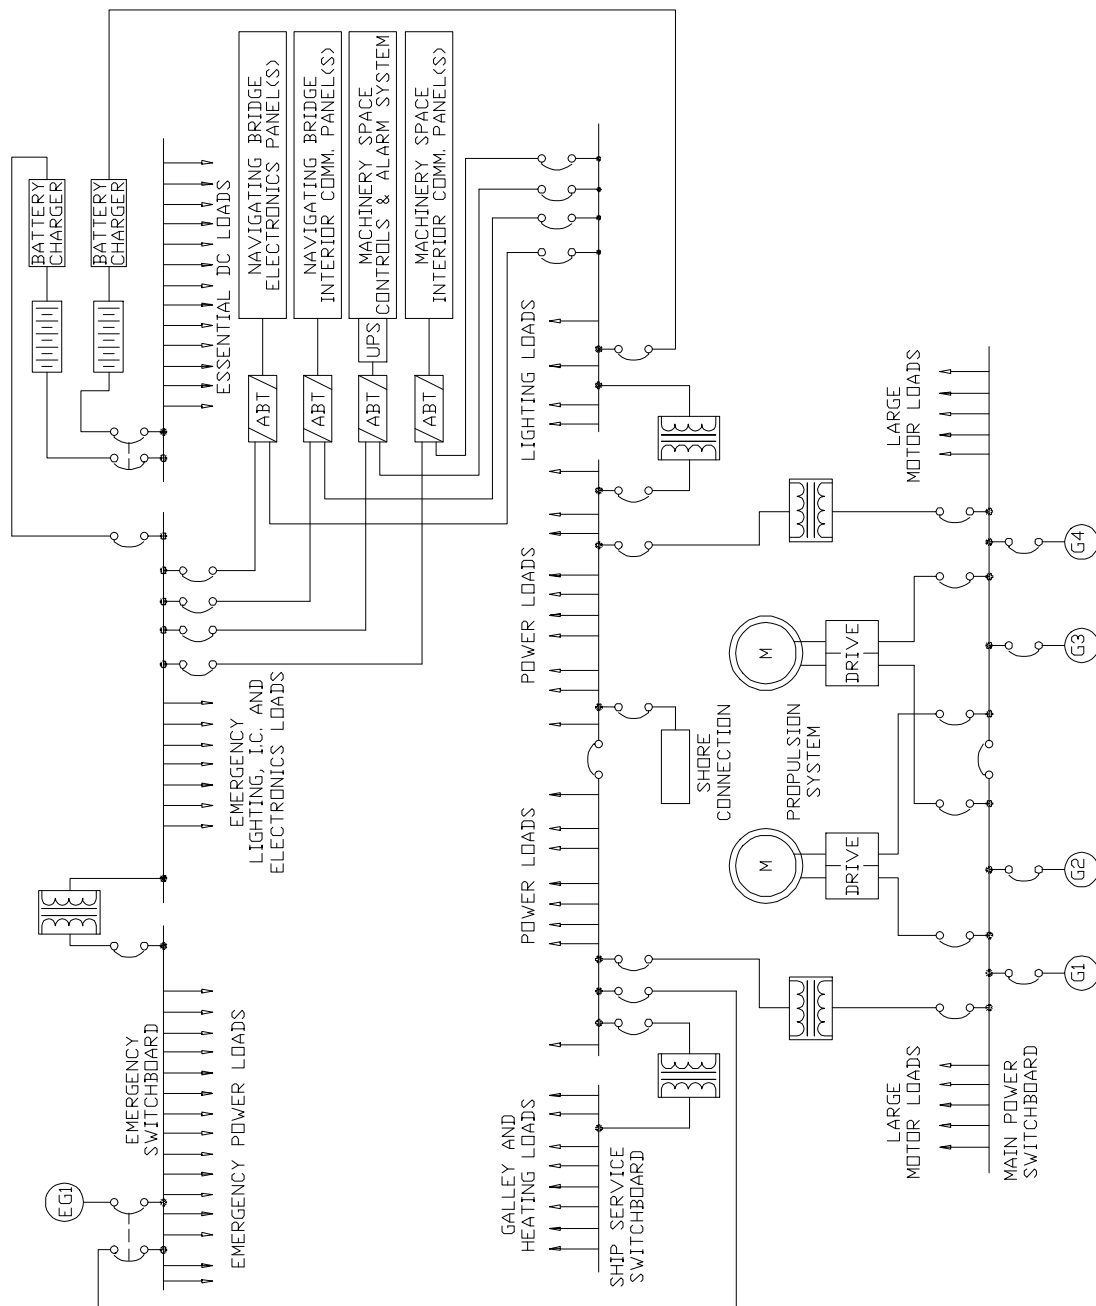 EG1
EMERGENCY
SWITCHBOARD
EMERGENCY POWER LOADS
EMERGENCY
LIGHTING, I.C. AND
ELECTRONICS LOADS
BATTERY
CHARGER
BATTERY
CHARGER
ESSENTIAL DC LOADS
ABT
NAVIGATING BRIDGE
ELECTRONICS PANEL(S)
ABT
NAVIGATING BRIDGE
INTERIOR COMM. PANEL(S)
ABT
UPS
MACHINERY SPACE
CONTROLS & ALARM SYSTEM
ABT
MACHINERY SPACE
INTERIOR COMM. PANEL(S)
GALLEY AND
HEATING LOADS
POWER LOADS
POWER LOADS
LIGHTING LOADS
SHIP SERVICE
SWITCHBOARD
SHORE
CONNECTION
M
DRIVE
PROPULSION
SYSTEM
M
DRIVE
LARGE
MOTOR LOADS
LARGE
MOTOR LOADS
MAIN POWER
SWITCHBOARD
G1
G2
G3
G4